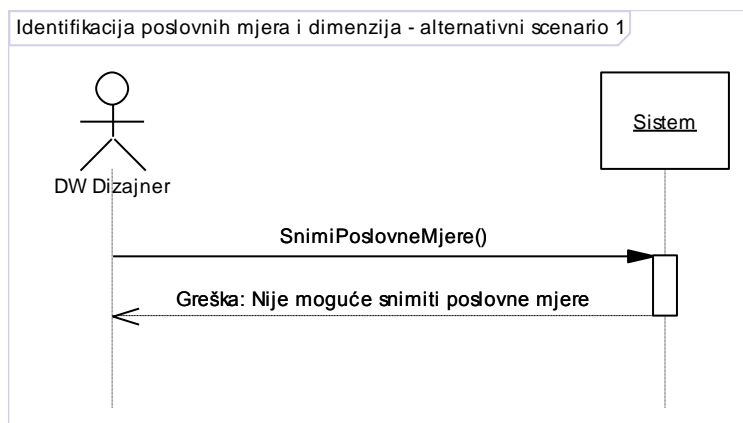 Identifikacija poslovnih mjera i dimenzija - alternativni scenario 1
Sistem
DW Dizajner
SnimiPoslovneMjere()
Greška: Nije moguće snimiti poslovne mjere